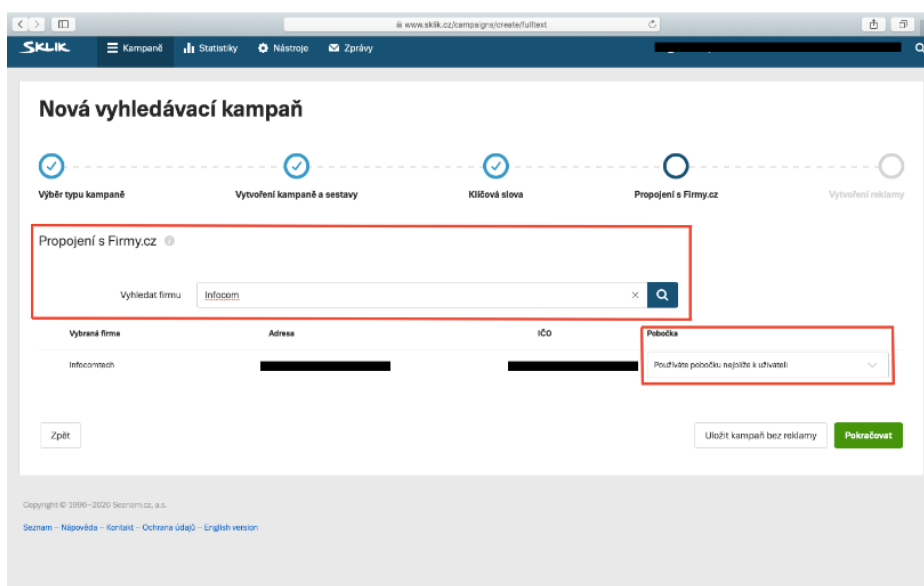 www.sklik.cz/campaigns/create/fulltext
SKLIK Kampaně Statistiky Nástroje Zprávy
Nová vyhledávací kampaň
Výběr typu kampaně Vytvoření kampaně a sestavy Klíčová slova Propojení s Firmy.cz Vytvoření reklamy
Propojení s Firmy.cz
Vyhledat firmu Infocom
Vybraná firma Adresa IČO Pobočka
Infocomtech Používáte pobočku nejblíže k uživateli
Zpět Uložit kampaň bez reklamy Pokračovat
Copyright © 1996–2020 Seznam.cz, a.s.
Seznam – Nápověda – Kontakt – Ochrana údajů – English version